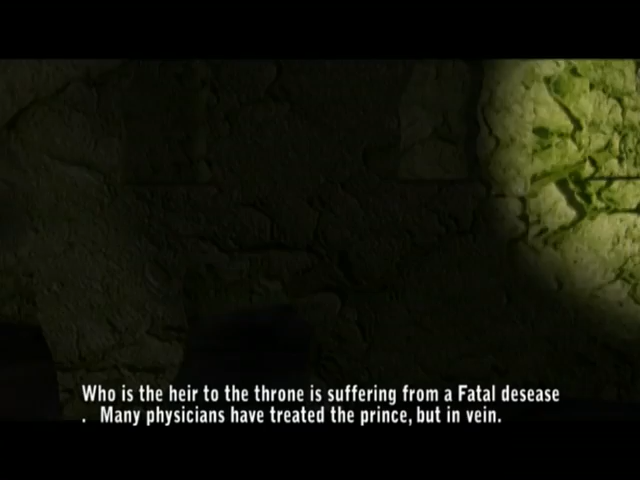 Who is the heir to the throne is suffering from a Fatal desease
. Many physicians have treated the prince, but in vein.